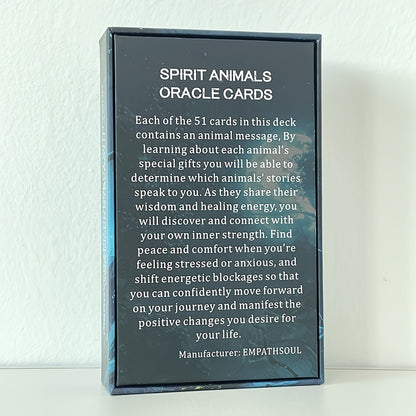 SPIRIT ANIMALS
ORACLE CARDS
Each of the 51 cards in this deck
contains an animal message, By
learning about each animal's
special gifts you will be able to
determine which animals' stories
speak to you. As they share their
wisdom and healing energy, you
will discover and connect with
your own inner strength. Find
peace and comfort when you're
feeling stressed or anxious, and
shift energetic blockages so that
you can confidently move forward
on your journey and manifest the
positive changes you desire for
your life.
Manufacturer: EMPATHSOUL